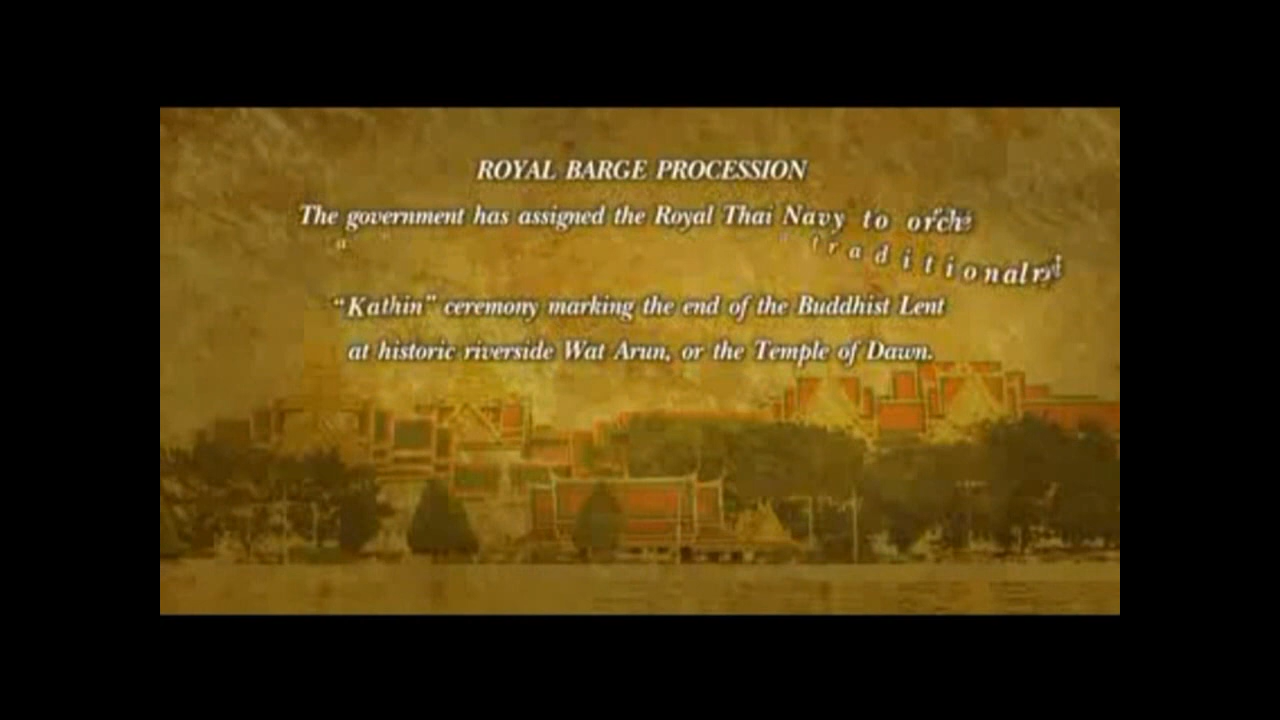 ROYAL BARGE PROCESSION
The government has assigned the Royal Thai Navy to
a traditional
“Kathin” ceremony marking the end of the Buddhist Lent
at historic riverside Wat Arun, or the Temple of Dawn.